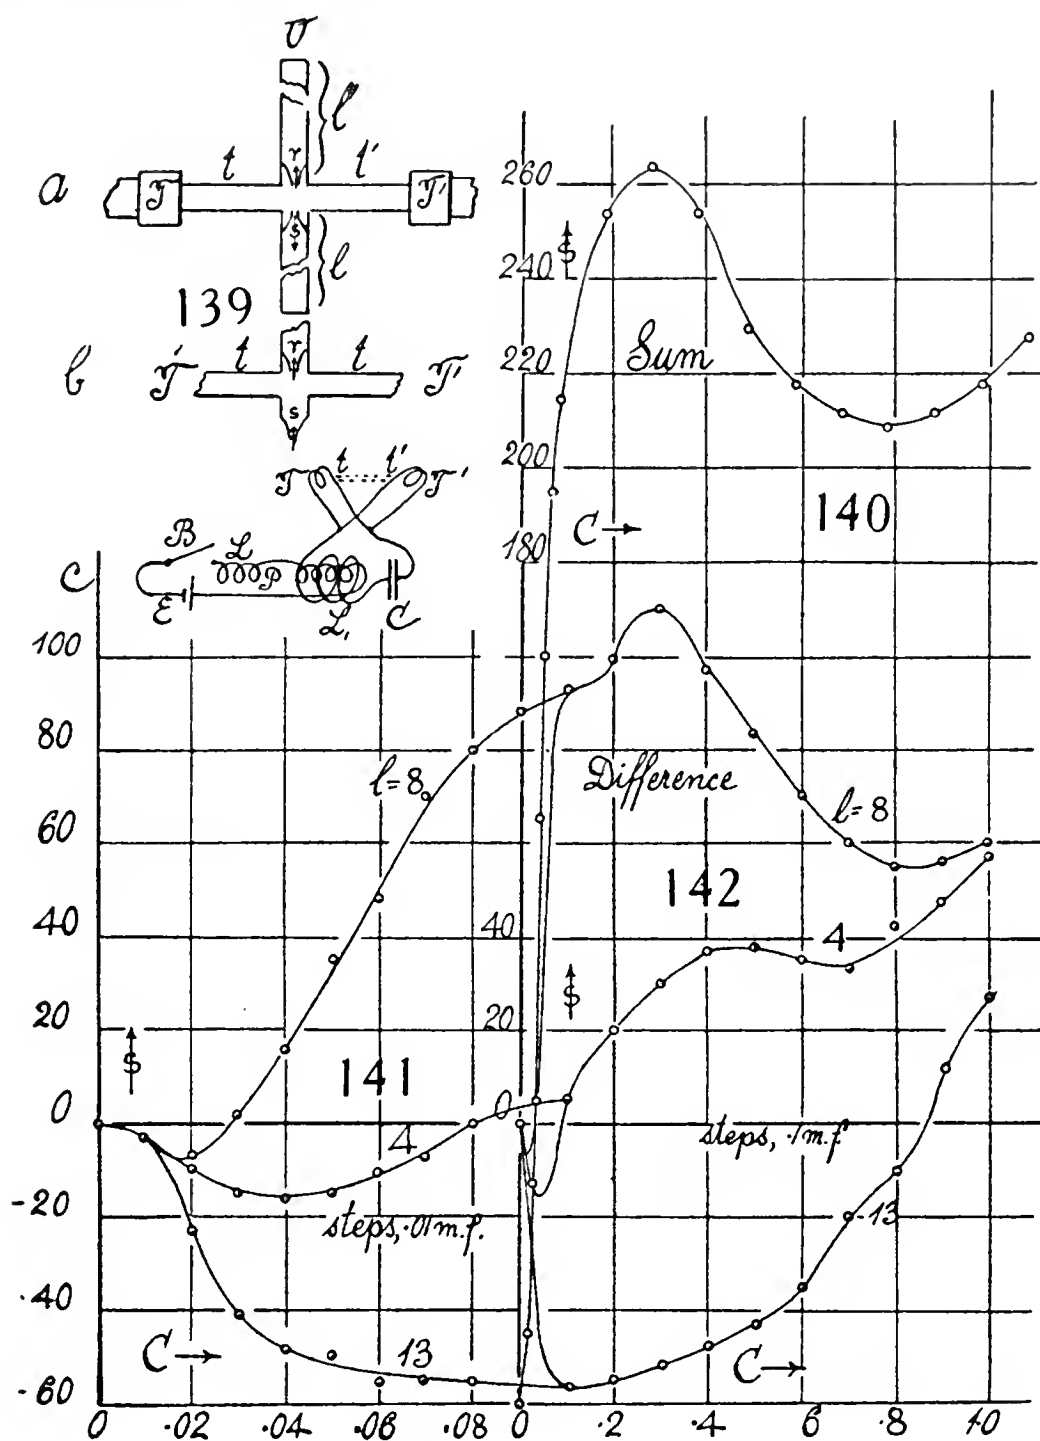 U
l
r
a
T
t
t'
T'
s
l
139
b
T'
t
r
t
T'
s
T
t
t'
T'
c
B
L
P
E
L,
C
260
$
240
220
Sum
200
C→
140
180
100
80
60
40
20
0
-20
-40
-60
l=8
$
141
4
steps, .01 m.f.
C→
13
0
.02
.04
.06
.08
Difference
l=8
142
40
4
$
20
0
steps, .1 m.f
13
C→
0
.2
.4
.6
.8
1.0